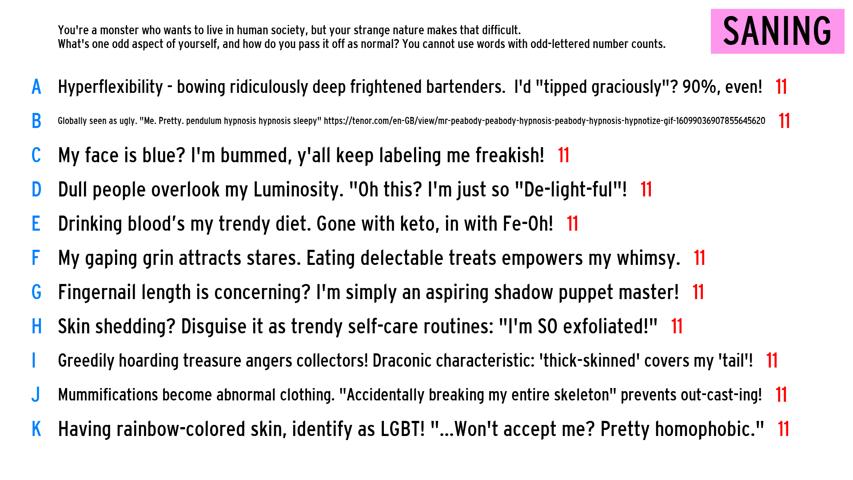 You're a monster who wants to live in human society, but your strange nature makes that difficult.
What's one odd aspect of yourself, and how do you pass it off as normal? You cannot use words with odd-lettered number counts.
SANING
A Hyperflexibility - bowing ridiculously deep frightened bartenders. I'd "tipped graciously"? 90%, even! 11
B Globally seen as ugly. "Me. Pretty. pendulum hypnosis hypnosis sleepy" https://tenor.com/en-GB/view/mr-peabody-peabody-hypnosis-peabody-hypnosis-hypnotize-gif-16099036907855645620 11
C My face is blue? I'm bummed, y'all keep labeling me freakish! 11
D Dull people overlook my Luminosity. "Oh this? I'm just so "De-light-ful"! 11
E Drinking blood's my trendy diet. Gone with keto, in with Fe-Oh! 11
F My gaping grin attracts stares. Eating delectable treats empowers my whimsy. 11
G Fingernail length is concerning? I'm simply an aspiring shadow puppet master! 11
H Skin shedding? Disguise it as trendy self-care routines: "I'm SO exfoliated!" 11
I Greedily hoarding treasure angers collectors! Draconic characteristic: 'thick-skinned' covers my 'tail'! 11
J Mummifications become abnormal clothing. "Accidentally breaking my entire skeleton" prevents out-cast-ing! 11
K Having rainbow-colored skin, identify as LGBT! "...Won't accept me? Pretty homophobic." 11